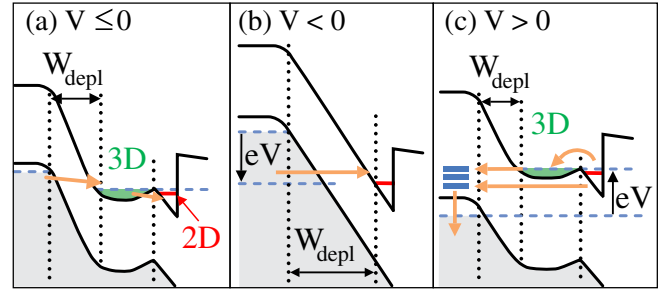 (a) V ≤0
W_depl
3D
2D
(b) V < 0
eV
W_depl
(c) V > 0
W_depl
3D
eV